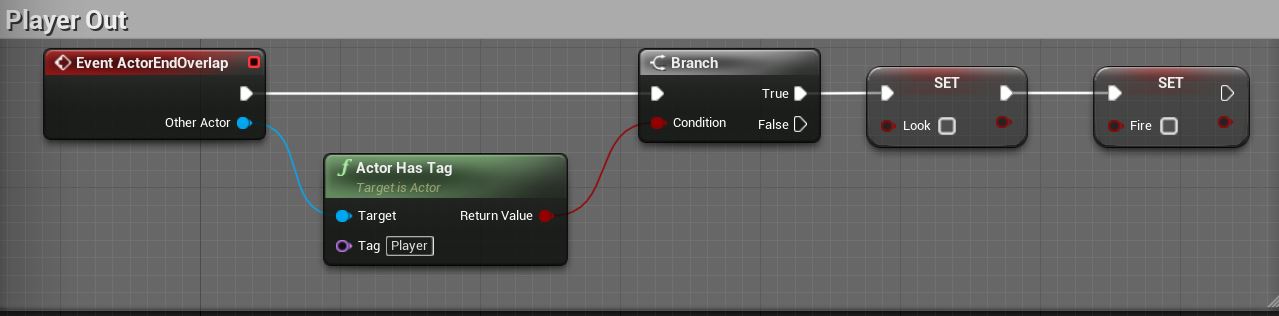 Player Out
Event ActorEndOverlap
Other Actor
Actor Has Tag
Target is Actor
Target
Return Value
Tag Player
Branch
True
Condition
False
SET
Look
SET
Fire